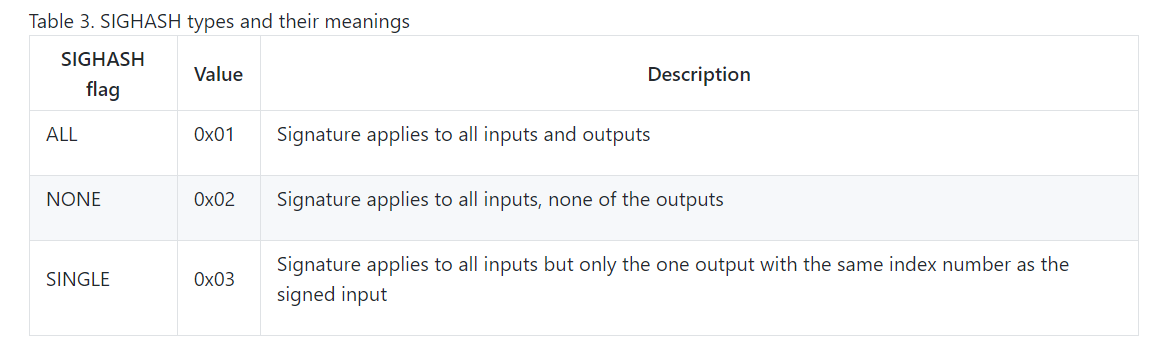 Table 3. SIGHASH types and their meanings
SIGHASH
flag
Value
Description
ALL
0x01
Signature applies to all inputs and outputs
NONE
0x02
Signature applies to all inputs, none of the outputs
SINGLE
0x03
Signature applies to all inputs but only the one output with the same index number as the
signed input